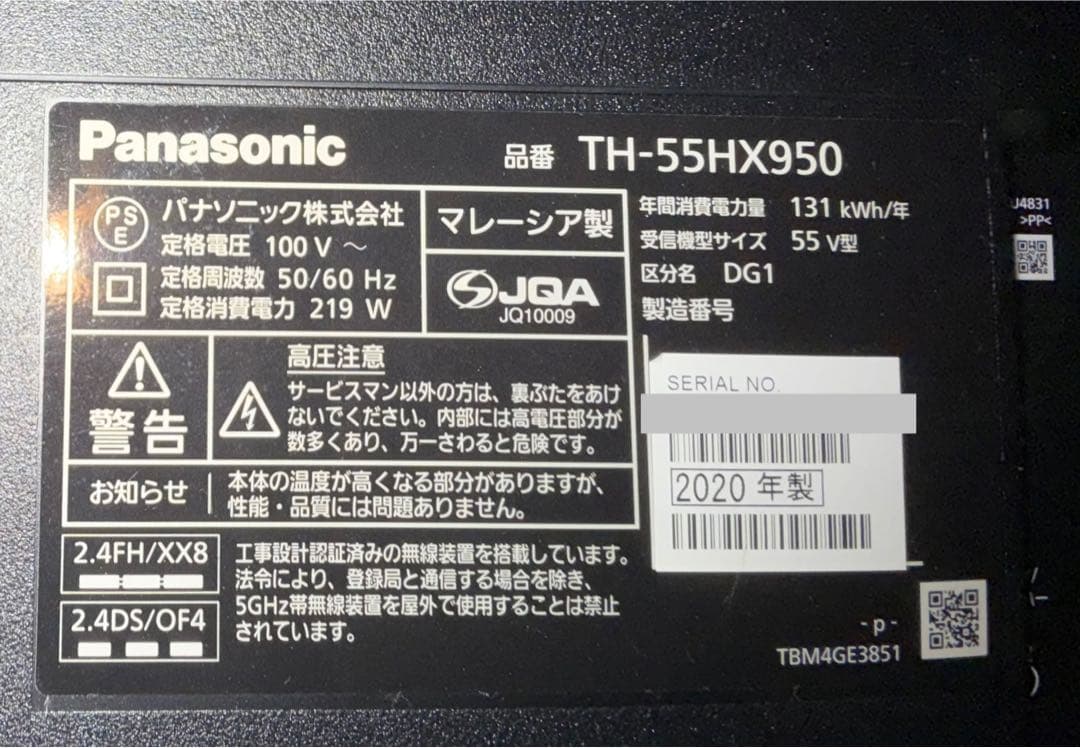 Panasonic
品番 TH-55HX950
PS
E
パナソニック株式会社
定格電圧 100 V ～
定格周波数 50/60 Hz
定格消費電力 219 W
マレーシア製
JQA
JQ10009
年間消費電力量 131 kWh/年
受信機型サイズ 55 V型
区分名 DG1
製造番号
警告
高圧注意
サービスマン以外の方は、裏ぶたをあけ
ないでください。内部には高電圧部分が
数多くあり、万一さわると危険です。
お知らせ
本体の温度が高くなる部分がありますが、
性能・品質には問題ありません。
SERIAL NO.
2020 年製
2.4FH/XX8
2.4DS/OF4
工事設計認証済みの無線装置を搭載しています。
法令により、登録局と通信する場合を除き、
5GHz帯無線装置を屋外で使用することは禁止
されています。
-p-
TBM4GE3851
J4831
>PP<